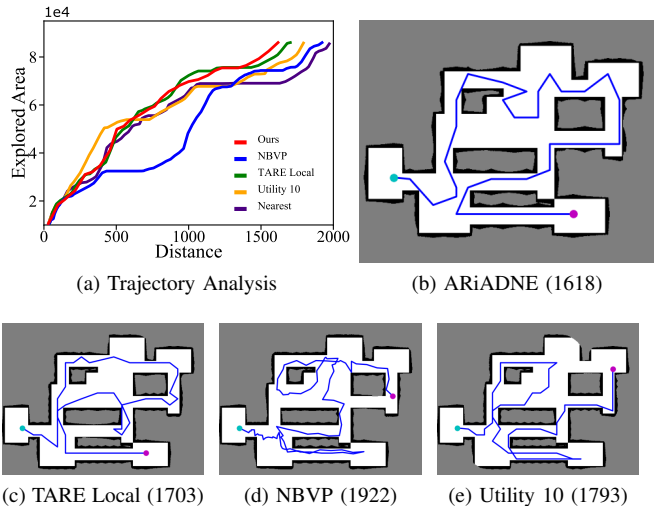 1e4
8
6
4
2
Explored Area
Ours
NBVP
TARE Local
Utility 10
Nearest
0 500 1000 1500 2000
Distance
(a) Trajectory Analysis
(b) ARiADNE (1618)
(c) TARE Local (1703)
(d) NBVP (1922)
(e) Utility 10 (1793)